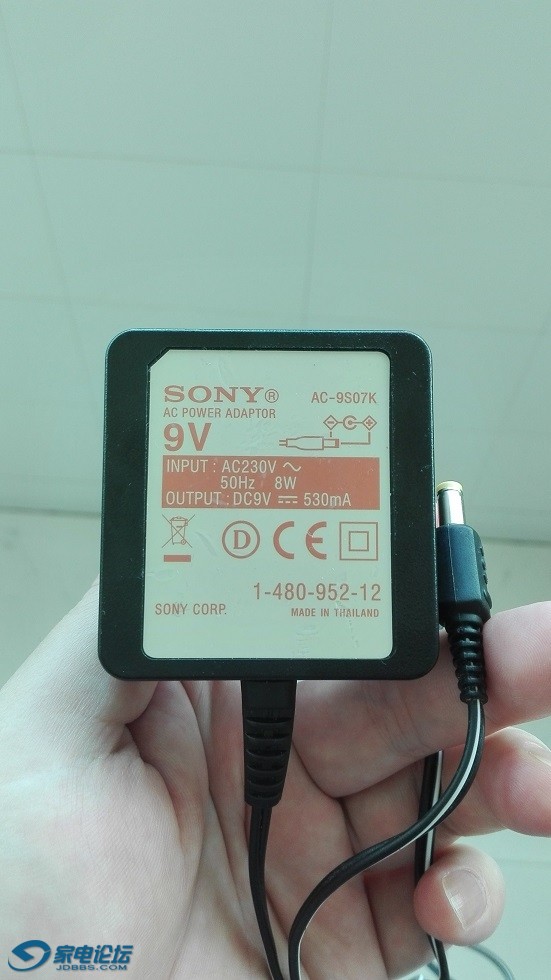 SONY®
AC-9S07K
AC POWER ADAPTOR
9V
INPUT : AC230V ~
50Hz 8W
OUTPUT : DC9V ⎓ 530mA
D CE
1-480-952-12
SONY CORP.
MADE IN THAILAND
家电论坛
JDBBS.COM